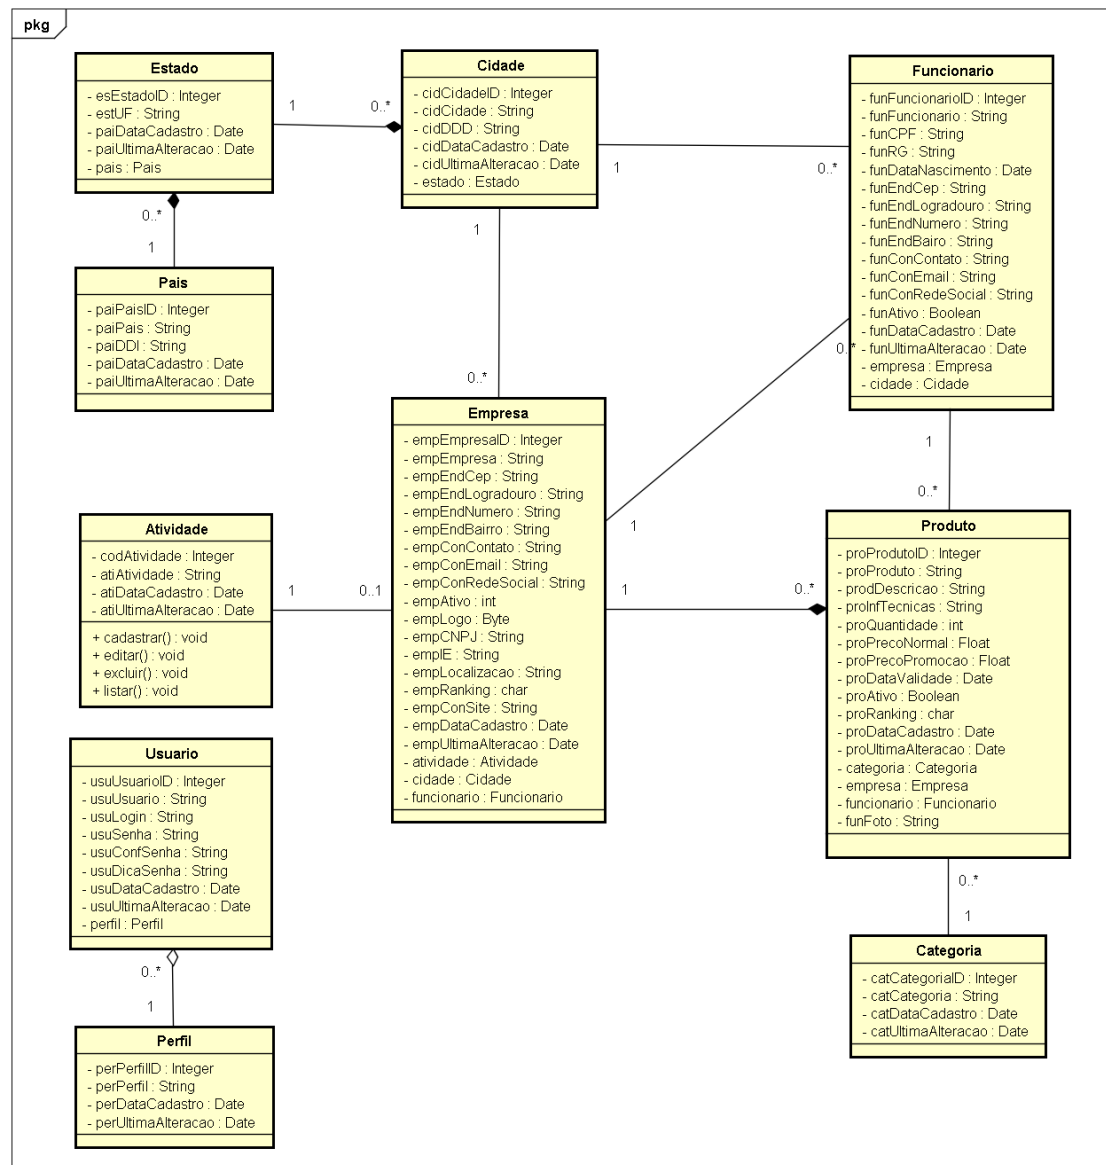 pkg
Estado
- esEstadoID : Integer
- estUF : String
- paiDataCadastro : Date
- paiUltimaAlteracao : Date
- pais : Pais
1
0..*
Cidade
- cidCidadeID : Integer
- cidCidade : String
- cidDDD : String
- cidDataCadastro : Date
- cidUltimaAlteracao : Date
- estado : Estado
1
0..*
Funcionario
- funFuncionarioID : Integer
- funFuncionario : String
- funCPF : String
- funRG : String
- funDataNascimento : Date
- funEndCep : String
- funEndLogradouro : String
- funEndNumero : String
- funEndBairo : String
- funConContato : String
- funConEmail : String
- funConRedeSocial : String
- funAtivo : Boolean
- funDataCadastro : Date
- funUltimaAlteracao : Date
- empresa : Empresa
- cidade : Cidade
0..*
1
Pais
- paiPaisID : Integer
- paiPais : String
- paiDDI : String
- paiDataCadastro : Date
- paiUltimaAlteracao : Date
1
0..*
0..*
1
Empresa
- empEmpresaID : Integer
- empEmpresa : String
- empEndCep : String
- empEndLogradouro : String
- empEndNumero : String
- empEndBairro : String
- empConContato : String
- empConEmail : String
- empConRedeSocial : String
- empAtivo : int
- empLogo : Byte
- empCNPJ : String
- empIE : String
- empLocalizacao : String
- empRanking : char
- empConSite : String
- empDataCadastro : Date
- empUltimaAlteracao : Date
- atividade : Atividade
- cidade : Cidade
- funcionario : Funcionario
1
0..*
Atividade
- codAtividade : Integer
- atiAtividade : String
- atiDataCadastro : Date
- atiUltimaAlteracao : Date
+ cadastrar() : void
+ editar() : void
+ excluir() : void
+ listar() : void
1
0..1
1
0..*
Produto
- proProdutoID : Integer
- proProduto : String
- prodDescricao : String
- proInfTecnicas : String
- proQuantidade : int
- proPrecoNormal : Float
- proPrecoPromocao : Float
- proDataValidade : Date
- proAtivo : Boolean
- proRanking : char
- proDataCadastro : Date
- proUltimaAlteracao : Date
- categoria : Categoria
- empresa : Empresa
- funcionario : Funcionario
- funFoto : String
Usuario
- usuUsuarioID : Integer
- usuUsuario : String
- usuLogin : String
- usuSenha : String
- usuConfSenha : String
- usuDicaSenha : String
- usuDataCadastro : Date
- usuUltimaAlteracao : Date
- perfil : Perfil
0..*
1
0..*
1
Categoria
- catCategoriaID : Integer
- catCategoria : String
- catDataCadastro : Date
- catUltimaAlteracao : Date
Perfil
- perPerfilID : Integer
- perPerfil : String
- perDataCadastro : Date
- perUltimaAlteracao : Date